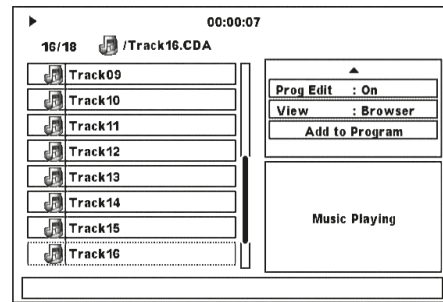 00:00:07
16/18 /Track16.CDA
Track09
Track10
Track11
Track12
Track13
Track14
Track15
Track16
Prog Edit : On
View : Browser
Add to Program
Music Playing